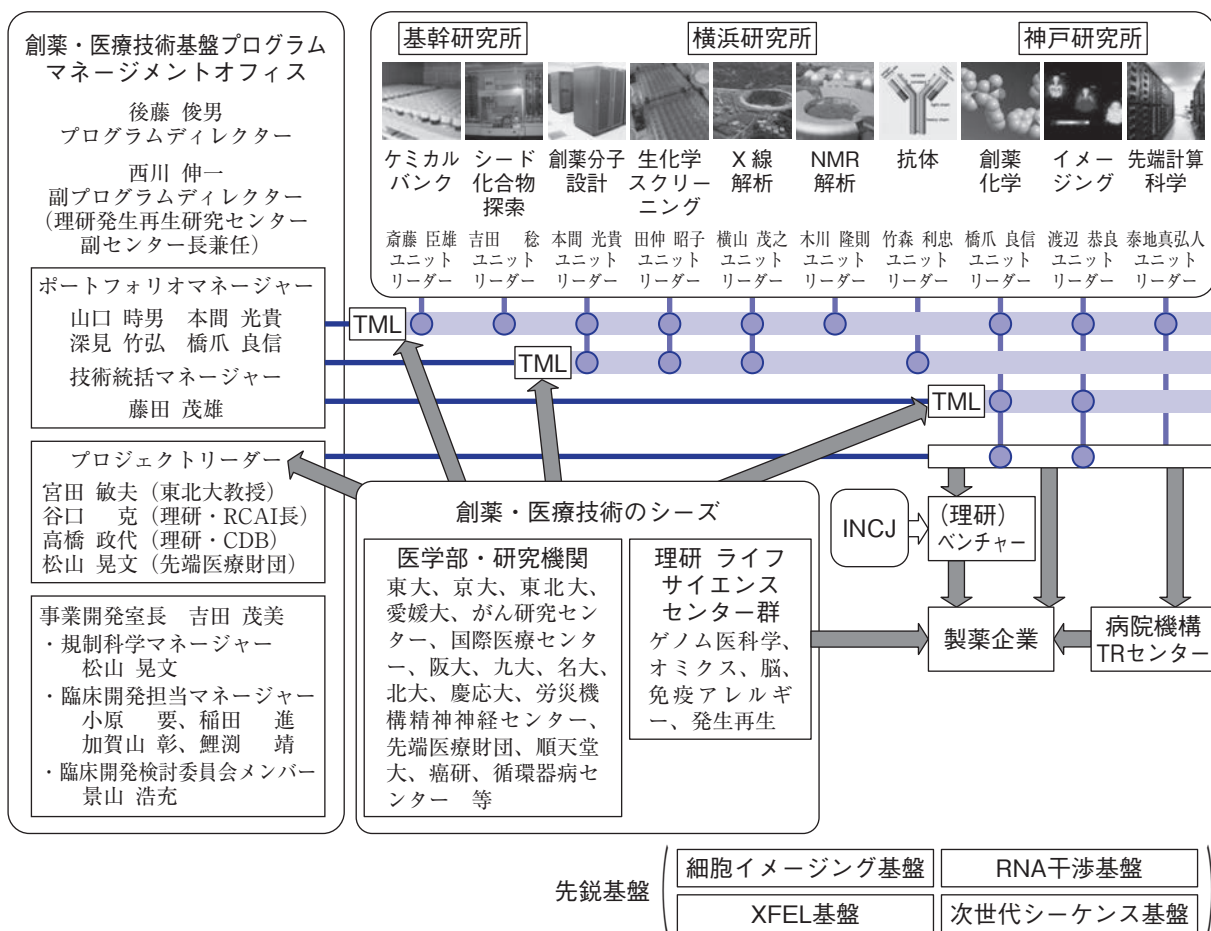 創薬・医療技術基盤プログラム
マネージメントオフィス
後藤 俊男
プログラムディレクター
西川 伸一
副プログラムディレクター
(理研発生再生研究センター
副センター長兼任)
ポートフォリオマネージャー
山口 時男 本間 光貴
深見 竹弘 橋爪 良信
技術統括マネージャー
藤田 茂雄
プロジェクトリーダー
宮田 敏夫(東北大教授)
谷口 克(理研・RCAI長)
高橋 政代(理研・CDB)
松山 晃文(先端医療財団)
事業開発室長 吉田 茂美
・規制科学マネージャー
松山 晃文
・臨床開発担当マネージャー
小原 要、稲田 進
加賀山 彰、鯉渕 靖
・臨床開発検討委員会メンバー
景山 浩充
基幹研究所
横浜研究所
神戸研究所
ケミカル
バンク
斎藤 臣雄
ユニット
リーダー
シード
化合物
探索
吉田 稔
ユニット
リーダー
創薬分子
設計
本間 光貴
ユニット
リーダー
生化学
スクリー
ニング
田仲 昭子
ユニット
リーダー
X 線
解析
横山 茂之
ユニット
リーダー
NMR
解析
木川 隆則
ユニット
リーダー
抗体
竹森 利忠
ユニット
リーダー
創薬
化学
橋爪 良信
ユニット
リーダー
イメー
ジング
渡辺 恭良
ユニット
リーダー
先端計算
科学
泰地真弘人
ユニット
リーダー
TML
TML
TML
創薬・医療技術のシーズ
医学部・研究機関
東大、京大、東北大、
愛媛大、がん研究セン
ター、国際医療センタ
ー、阪大、九大、名大、
北大、慶応大、労災機
構精神神経センター、
先端医療財団、順天堂
大、癌研、循環器病セ
ンター 等
理研 ライフ
サイエンス
センター群
ゲノム医科学、
オミクス、脳、
免疫アレルギ
ー、発生再生
INCJ
(理研)
ベンチャー
製薬企業
病院機構
TRセンター
先鋭基盤
細胞イメージング基盤
RNA干渉基盤
XFEL基盤
次世代シーケンス基盤